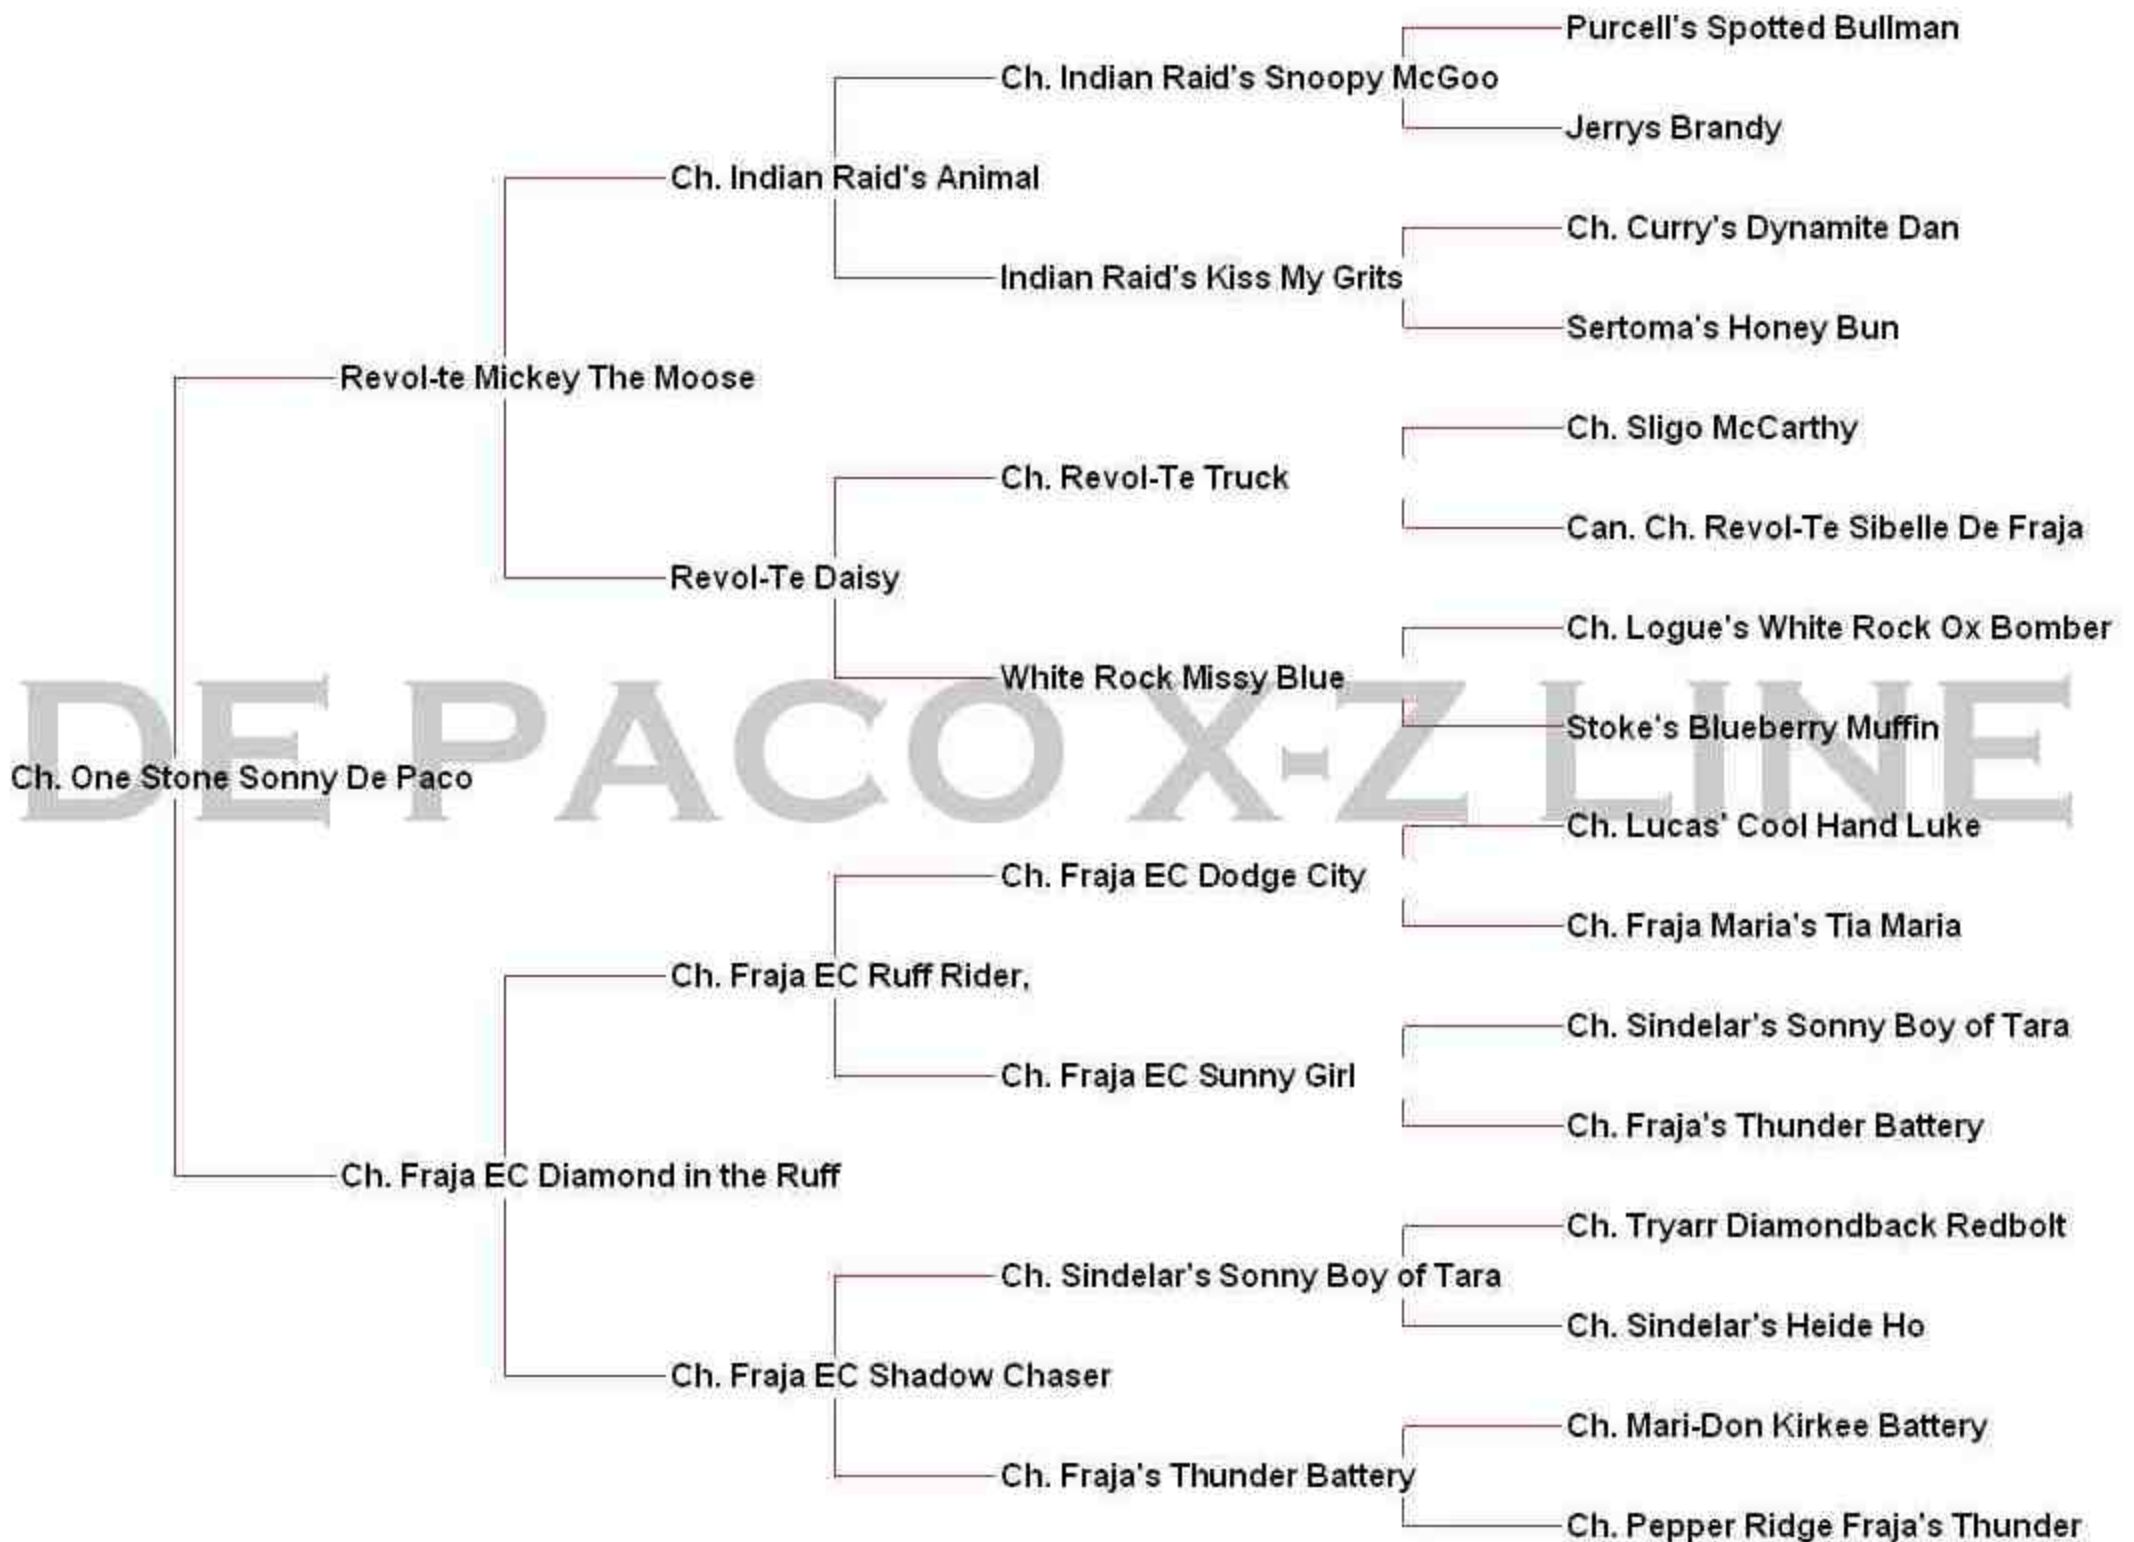 Purcell's Spotted Bullman
Ch. Indian Raid's Snoopy McGoo
Jerrys Brandy
Ch. Indian Raid's Animal
Ch. Curry's Dynamite Dan
Indian Raid's Kiss My Grits
Sertoma's Honey Bun
Revol-te Mickey The Moose
Ch. Sligo McCarthy
Ch. Revol-Te Truck
Can. Ch. Revol-Te Sibelle De Fraja
Revol-Te Daisy
Ch. Logue's White Rock Ox Bomber
White Rock Missy Blue
Stoke's Blueberry Muffin
DE PACO X-Z LINE
Ch. One Stone Sonny De Paco
Ch. Lucas' Cool Hand Luke
Ch. Fraja EC Dodge City
Ch. Fraja Maria's Tia Maria
Ch. Fraja EC Ruff Rider,
Ch. Sindelar's Sonny Boy of Tara
Ch. Fraja EC Sunny Girl
Ch. Fraja's Thunder Battery
Ch. Fraja EC Diamond in the Ruff
Ch. Tryarr Diamondback Redbolt
Ch. Sindelar's Sonny Boy of Tara
Ch. Sindelar's Heide Ho
Ch. Fraja EC Shadow Chaser
Ch. Mari-Don Kirkee Battery
Ch. Fraja's Thunder Battery
Ch. Pepper Ridge Fraja's Thunder